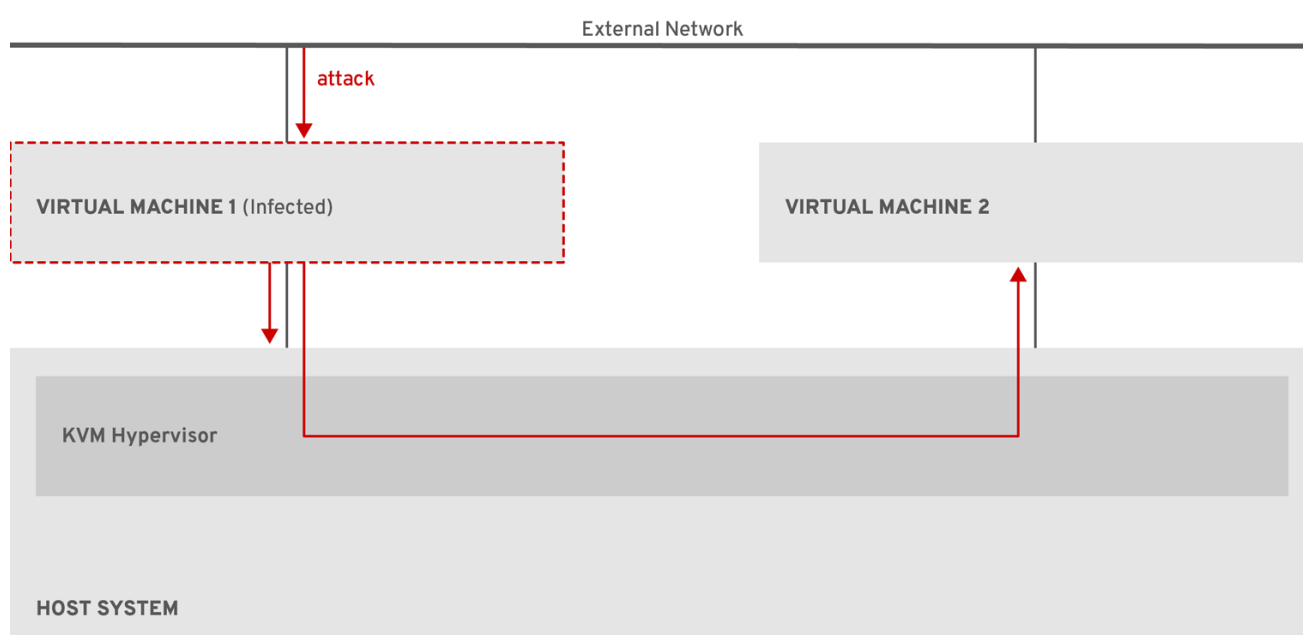 External Network
attack
VIRTUAL MACHINE 1 (Infected)
VIRTUAL MACHINE 2
KVM Hypervisor
HOST SYSTEM